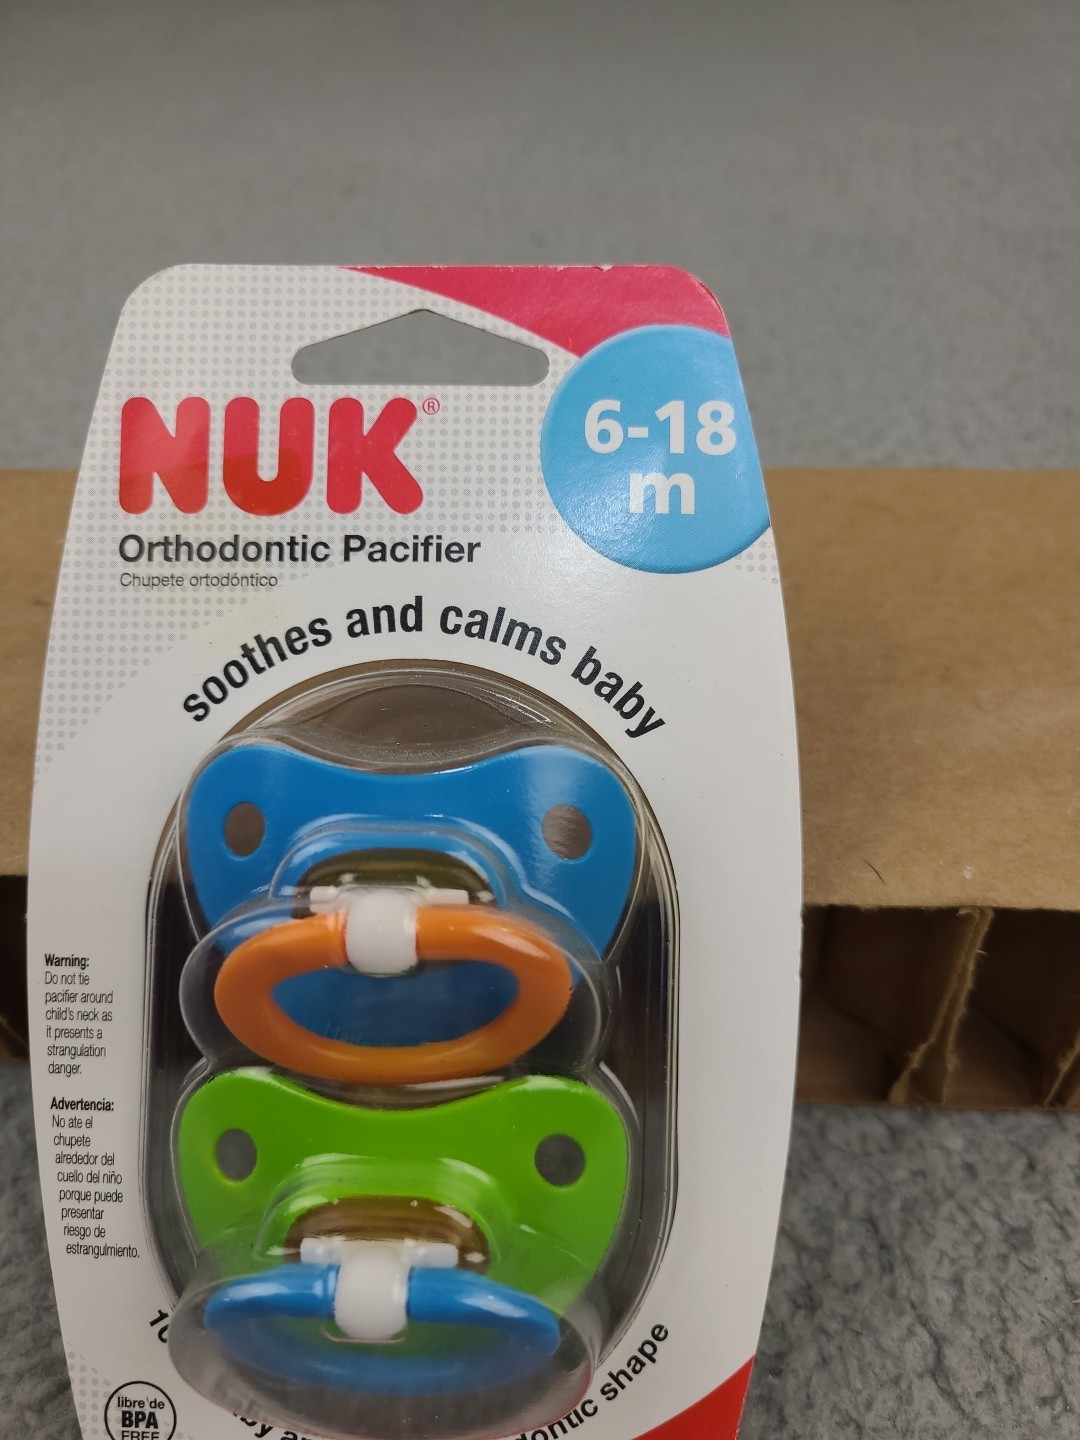 NUK®
6-18
m
Orthodontic Pacifier
Chupete ortodóntico
soothes and calms baby
Warning:
Do not tie
pacifier around
child's neck as
it presents a
strangulation
danger.
Advertencia:
No ate el
chupete
alrededor del
cuello del niño
porque puede
presentar
riesgo de
estrangulmiento.
shape
libre de
BPA
FREE